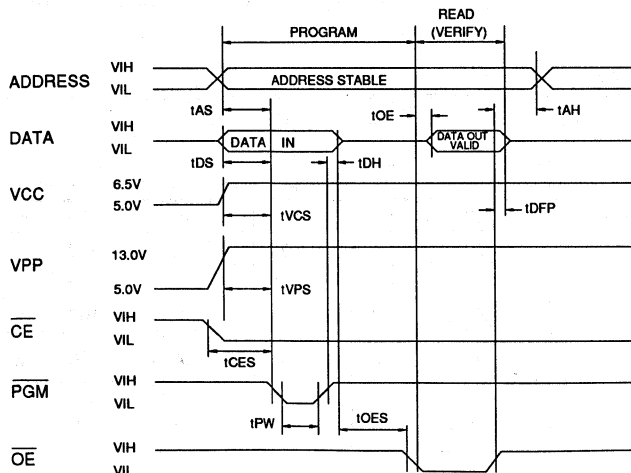 READ
PROGRAM (VERIFY)
ADDRESS VIH VIL ADDRESS STABLE
tAS tOE tAH
DATA VIH VIL DATA IN DATA OUT VALID
tDS tDH
VCC 6.5V 5.0V
tVCS tDFP
VPP 13.0V 5.0V
tVPS
CE VIH VIL
tCES
PGM VIH VIL
tPW tOES
OE VIH VIL